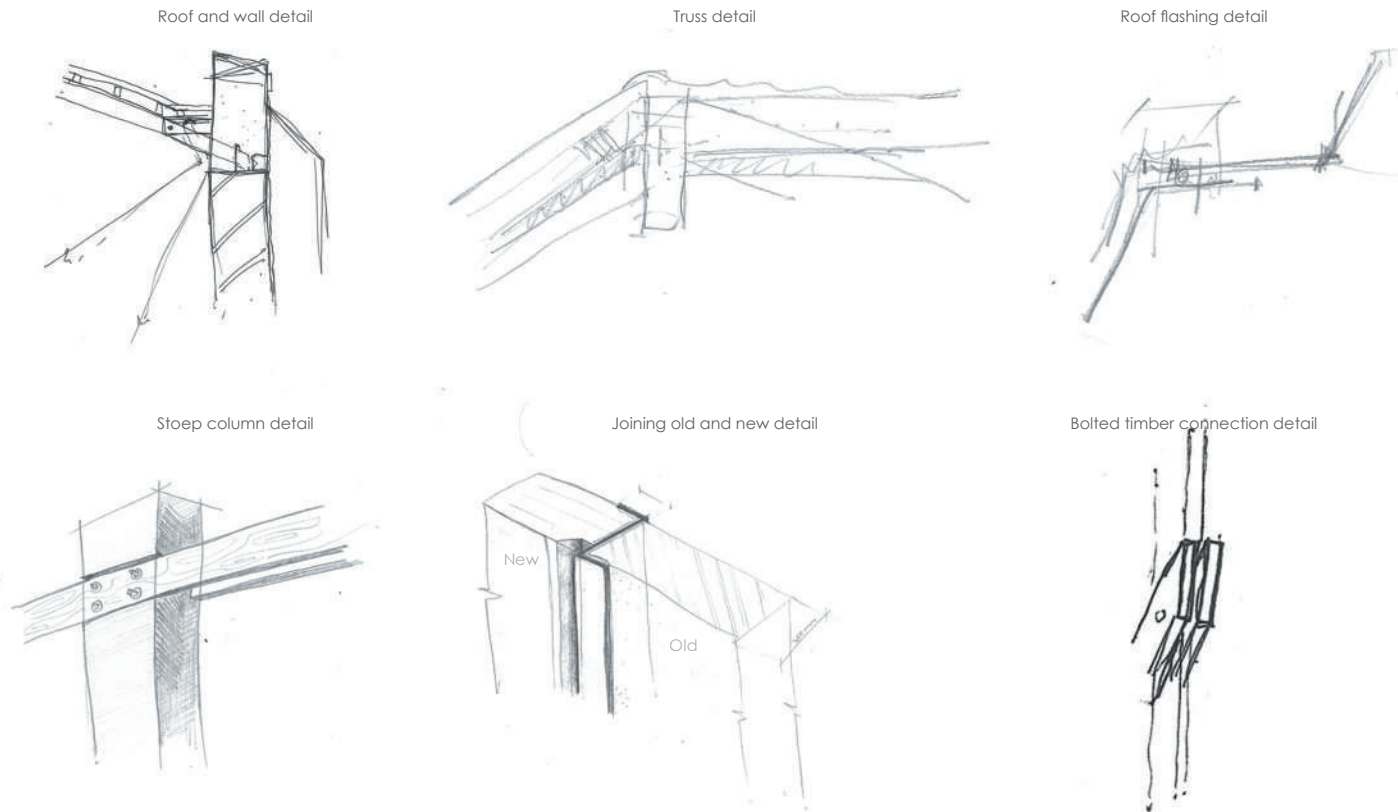 Roof and wall detail
Truss detail
Roof flashing detail
Stoep column detail
Joining old and new detail
Bolted timber connection detail
New
Old